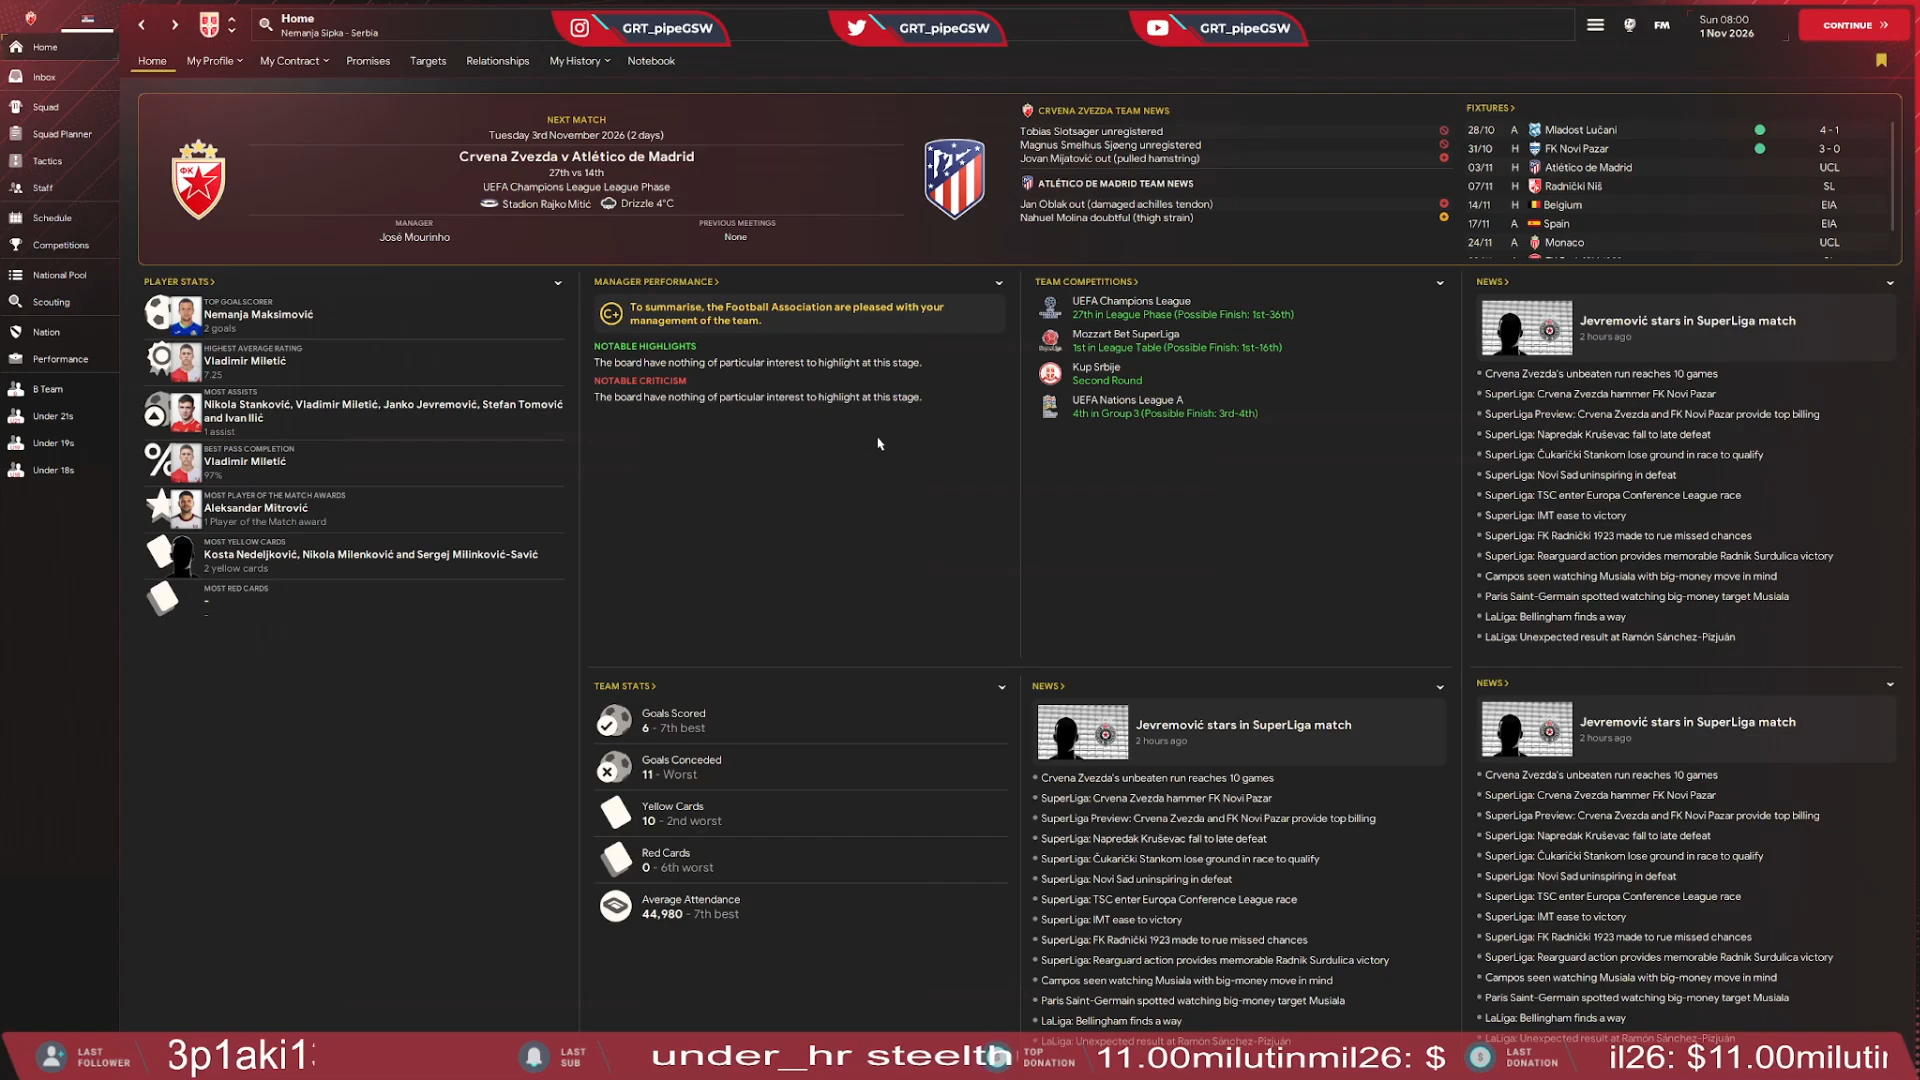 Home
Nemanja Sipka - Serbia
GRT_pipeGSW
GRT_pipeGSW
GRT_pipeGSW
FM
Sun 08:00
1 Nov 2026
CONTINUE
Home
My Profile
My Contract
Promises
Targets
Relationships
My History
Notebook
Home
Inbox
Squad
Squad Planner
Tactics
Staff
Schedule
Competitions
National Pool
Scouting
Nation
Performance
B Team
Under 21s
Under 19s
Under 18s
NEXT MATCH
Tuesday 3rd November 2026 (2 days)
Crvena Zvezda v Atlético de Madrid
27th vs 14th
UEFA Champions League League Phase
Stadion Rajko Mitić
Drizzle 4°C
MANAGER
José Mourinho
PREVIOUS MEETINGS
None
CRVENA ZVEZDA TEAM NEWS
Tobias Slotsager unregistered
Magnus Smelhus Sjøeng unregistered
Jovan Mijatović out (pulled hamstring)
ATLÉTICO DE MADRID TEAM NEWS
Jan Oblak out (damaged achilles tendon)
Nahuel Molina doubtful (thigh strain)
FIXTURES
28/10 A Mladost Lučani 4 - 1
31/10 H FK Novi Pazar 3 - 0
03/11 H Atlético de Madrid UCL
07/11 H Radnički Niš SL
14/11 H Belgium EIA
17/11 A Spain EIA
24/11 A Monaco UCL
PLAYER STATS
TOP GOALSCORER
Nemanja Maksimović
2 goals
HIGHEST AVERAGE RATING
Vladimir Miletić
7.25
MOST ASSISTS
Nikola Stanković, Vladimir Miletić, Janko Jevremović, Stefan Tomović
and Ivan Ilić
1 assist
BEST PASS COMPLETION
Vladimir Miletić
97%
MOST PLAYER OF THE MATCH AWARDS
Aleksandar Mitrović
1 Player of the Match award
MOST YELLOW CARDS
Kosta Nedeljković, Nikola Milenković and Sergej Milinković-Savić
2 yellow cards
MOST RED CARDS
-
-
MANAGER PERFORMANCE
C+
To summarise, the Football Association are pleased with your
management of the team.
NOTABLE HIGHLIGHTS
The board have nothing of particular interest to highlight at this stage.
NOTABLE CRITICISM
The board have nothing of particular interest to highlight at this stage.
TEAM COMPETITIONS
UEFA Champions League
27th in League Phase (Possible Finish: 1st-36th)
Mozzart Bet SuperLiga
1st in League Table (Possible Finish: 1st-16th)
Kup Srbije
Second Round
UEFA Nations League A
4th in Group 3 (Possible Finish: 3rd-4th)
NEWS
Jevremović stars in SuperLiga match
2 hours ago
Crvena Zvezda's unbeaten run reaches 10 games
SuperLiga: Crvena Zvezda hammer FK Novi Pazar
SuperLiga Preview: Crvena Zvezda and FK Novi Pazar provide top billing
SuperLiga: Napredak Kruševac fall to late defeat
SuperLiga: Čukarički Stankom lose ground in race to qualify
SuperLiga: Novi Sad uninspiring in defeat
SuperLiga: TSC enter Europa Conference League race
SuperLiga: IMT ease to victory
SuperLiga: FK Radnički 1923 made to rue missed chances
SuperLiga: Rearguard action provides memorable Radnik Surdulica victory
Campos seen watching Musiala with big-money move in mind
Paris Saint-Germain spotted watching big-money target Musiala
LaLiga: Bellingham finds a way
LaLiga: Unexpected result at Ramón Sánchez-Pizjuán
TEAM STATS
Goals Scored
6 - 7th best
Goals Conceded
11 - Worst
Yellow Cards
10 - 2nd worst
Red Cards
0 - 6th worst
Average Attendance
44,980 - 7th best
NEWS
Jevremović stars in SuperLiga match
2 hours ago
Crvena Zvezda's unbeaten run reaches 10 games
SuperLiga: Crvena Zvezda hammer FK Novi Pazar
SuperLiga Preview: Crvena Zvezda and FK Novi Pazar provide top billing
SuperLiga: Napredak Kruševac fall to late defeat
SuperLiga: Čukarički Stankom lose ground in race to qualify
SuperLiga: Novi Sad uninspiring in defeat
SuperLiga: TSC enter Europa Conference League race
SuperLiga: IMT ease to victory
SuperLiga: FK Radnički 1923 made to rue missed chances
SuperLiga: Rearguard action provides memorable Radnik Surdulica victory
Campos seen watching Musiala with big-money move in mind
Paris Saint-Germain spotted watching big-money target Musiala
LaLiga: Bellingham finds a way
LaLiga: Unexpected result at Ramón Sánchez-Pizjuán
NEWS
Jevremović stars in SuperLiga match
2 hours ago
Crvena Zvezda's unbeaten run reaches 10 games
SuperLiga: Crvena Zvezda hammer FK Novi Pazar
SuperLiga Preview: Crvena Zvezda and FK Novi Pazar provide top billing
SuperLiga: Napredak Kruševac fall to late defeat
SuperLiga: Čukarički Stankom lose ground in race to qualify
SuperLiga: Novi Sad uninspiring in defeat
SuperLiga: TSC enter Europa Conference League race
SuperLiga: IMT ease to victory
SuperLiga: FK Radnički 1923 made to rue missed chances
SuperLiga: Rearguard action provides memorable Radnik Surdulica victory
Campos seen watching Musiala with big-money move in mind
Paris Saint-Germain spotted watching big-money target Musiala
LaLiga: Bellingham finds a way
LaLiga: Unexpected result at Ramón Sánchez-Pizjuán
LAST FOLLOWER
3p1aki1
LAST SUB
under__hr steelth
TOP DONATION
11.00milutinmil26: $
LAST DONATION
il26: $11.00miluti